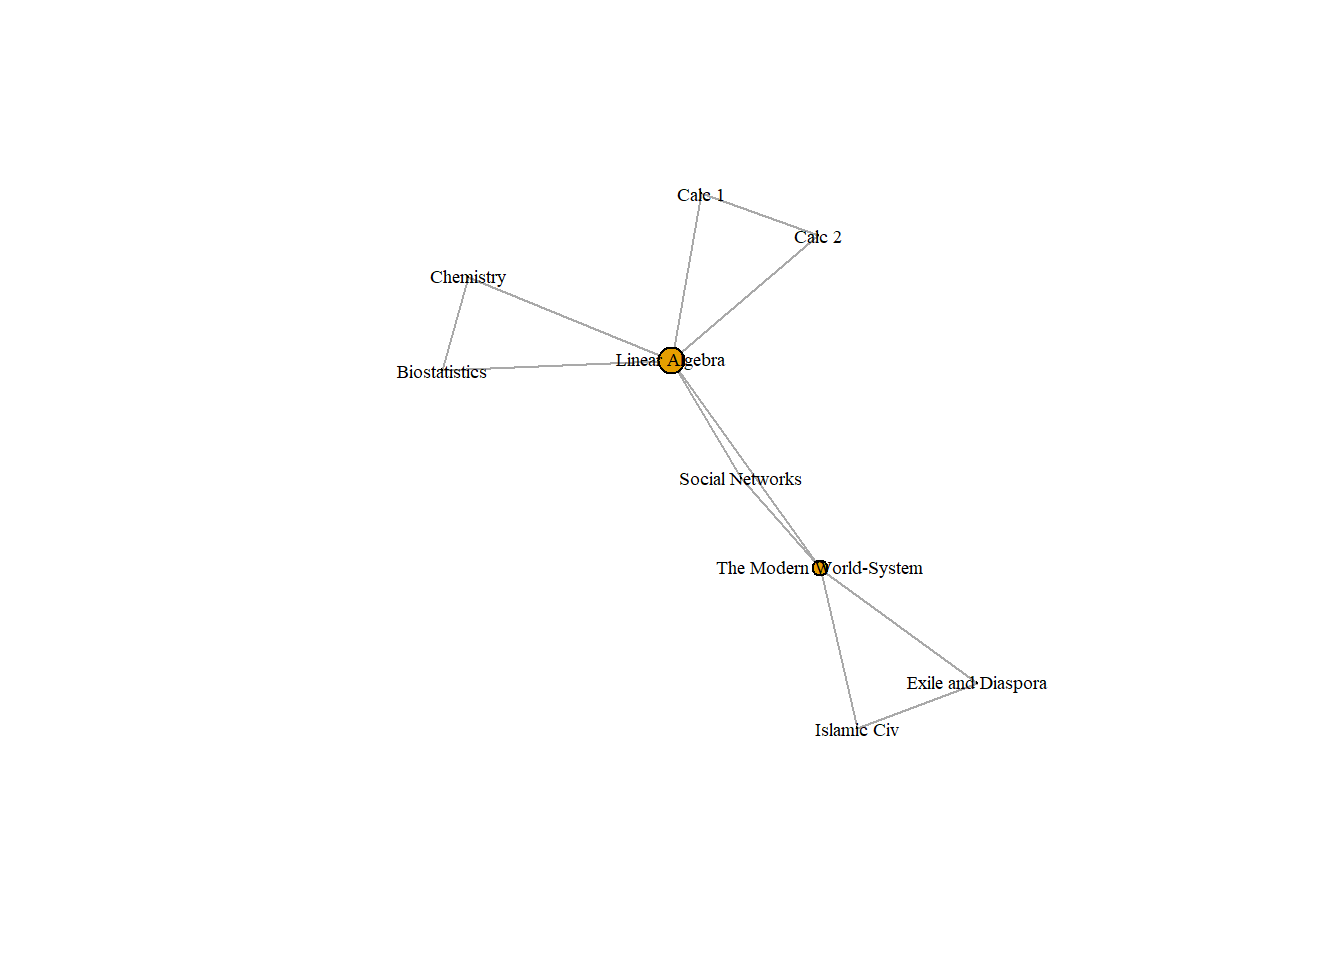 Calc 1
Calc 2
Chemistry
Linear Algebra
Biostatistics
Social Networks
The Modern World-System
Exile and Diaspora
Islamic Civ